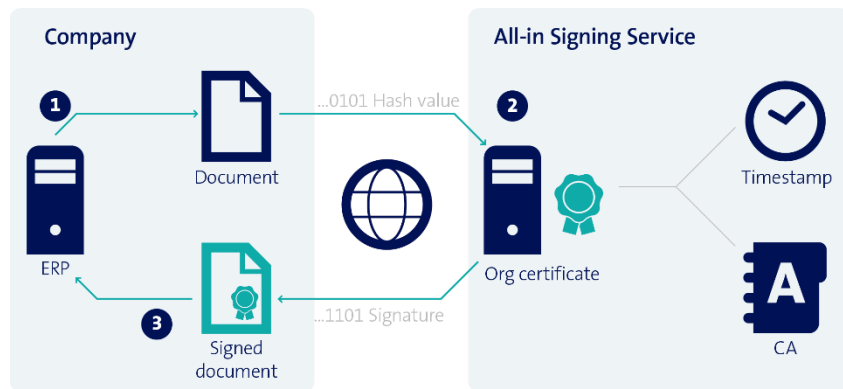 Company
All-in Signing Service
1
...0101 Hash value
2
Document
Timestamp
ERP
Org certificate
...1101 Signature
3
Signed
document
A
CA